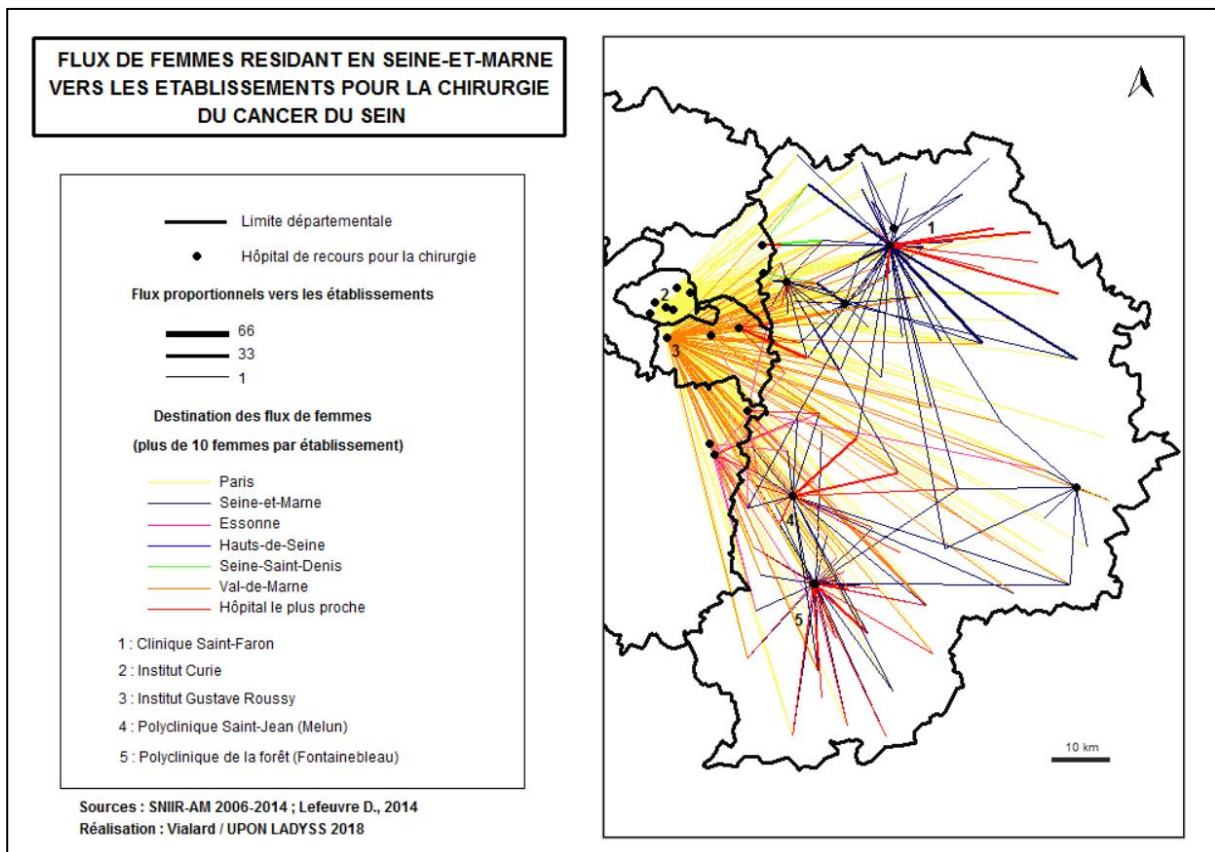 FLUX DE FEMMES RESIDANT EN SEINE-ET-MARNE
VERS LES ETABLISSEMENTS POUR LA CHIRURGIE
DU CANCER DU SEIN
Limite départementale
Hôpital de recours pour la chirurgie
Flux proportionnels vers les établissements
66
33
1
Destination des flux de femmes
(plus de 10 femmes par établissement)
Paris
Seine-et-Marne
Essonne
Hauts-de-Seine
Seine-Saint-Denis
Val-de-Marne
Hôpital le plus proche
1 : Clinique Saint-Faron
2 : Institut Curie
3 : Institut Gustave Roussy
4 : Polyclinique Saint-Jean (Melun)
5 : Polyclinique de la forêt (Fontainebleau)
Sources : SNIIR-AM 2006-2014 ; Lefeuvre D., 2014
Réalisation : Vialard / UPON LADYSS 2018
1
2
3
4
5
10 km